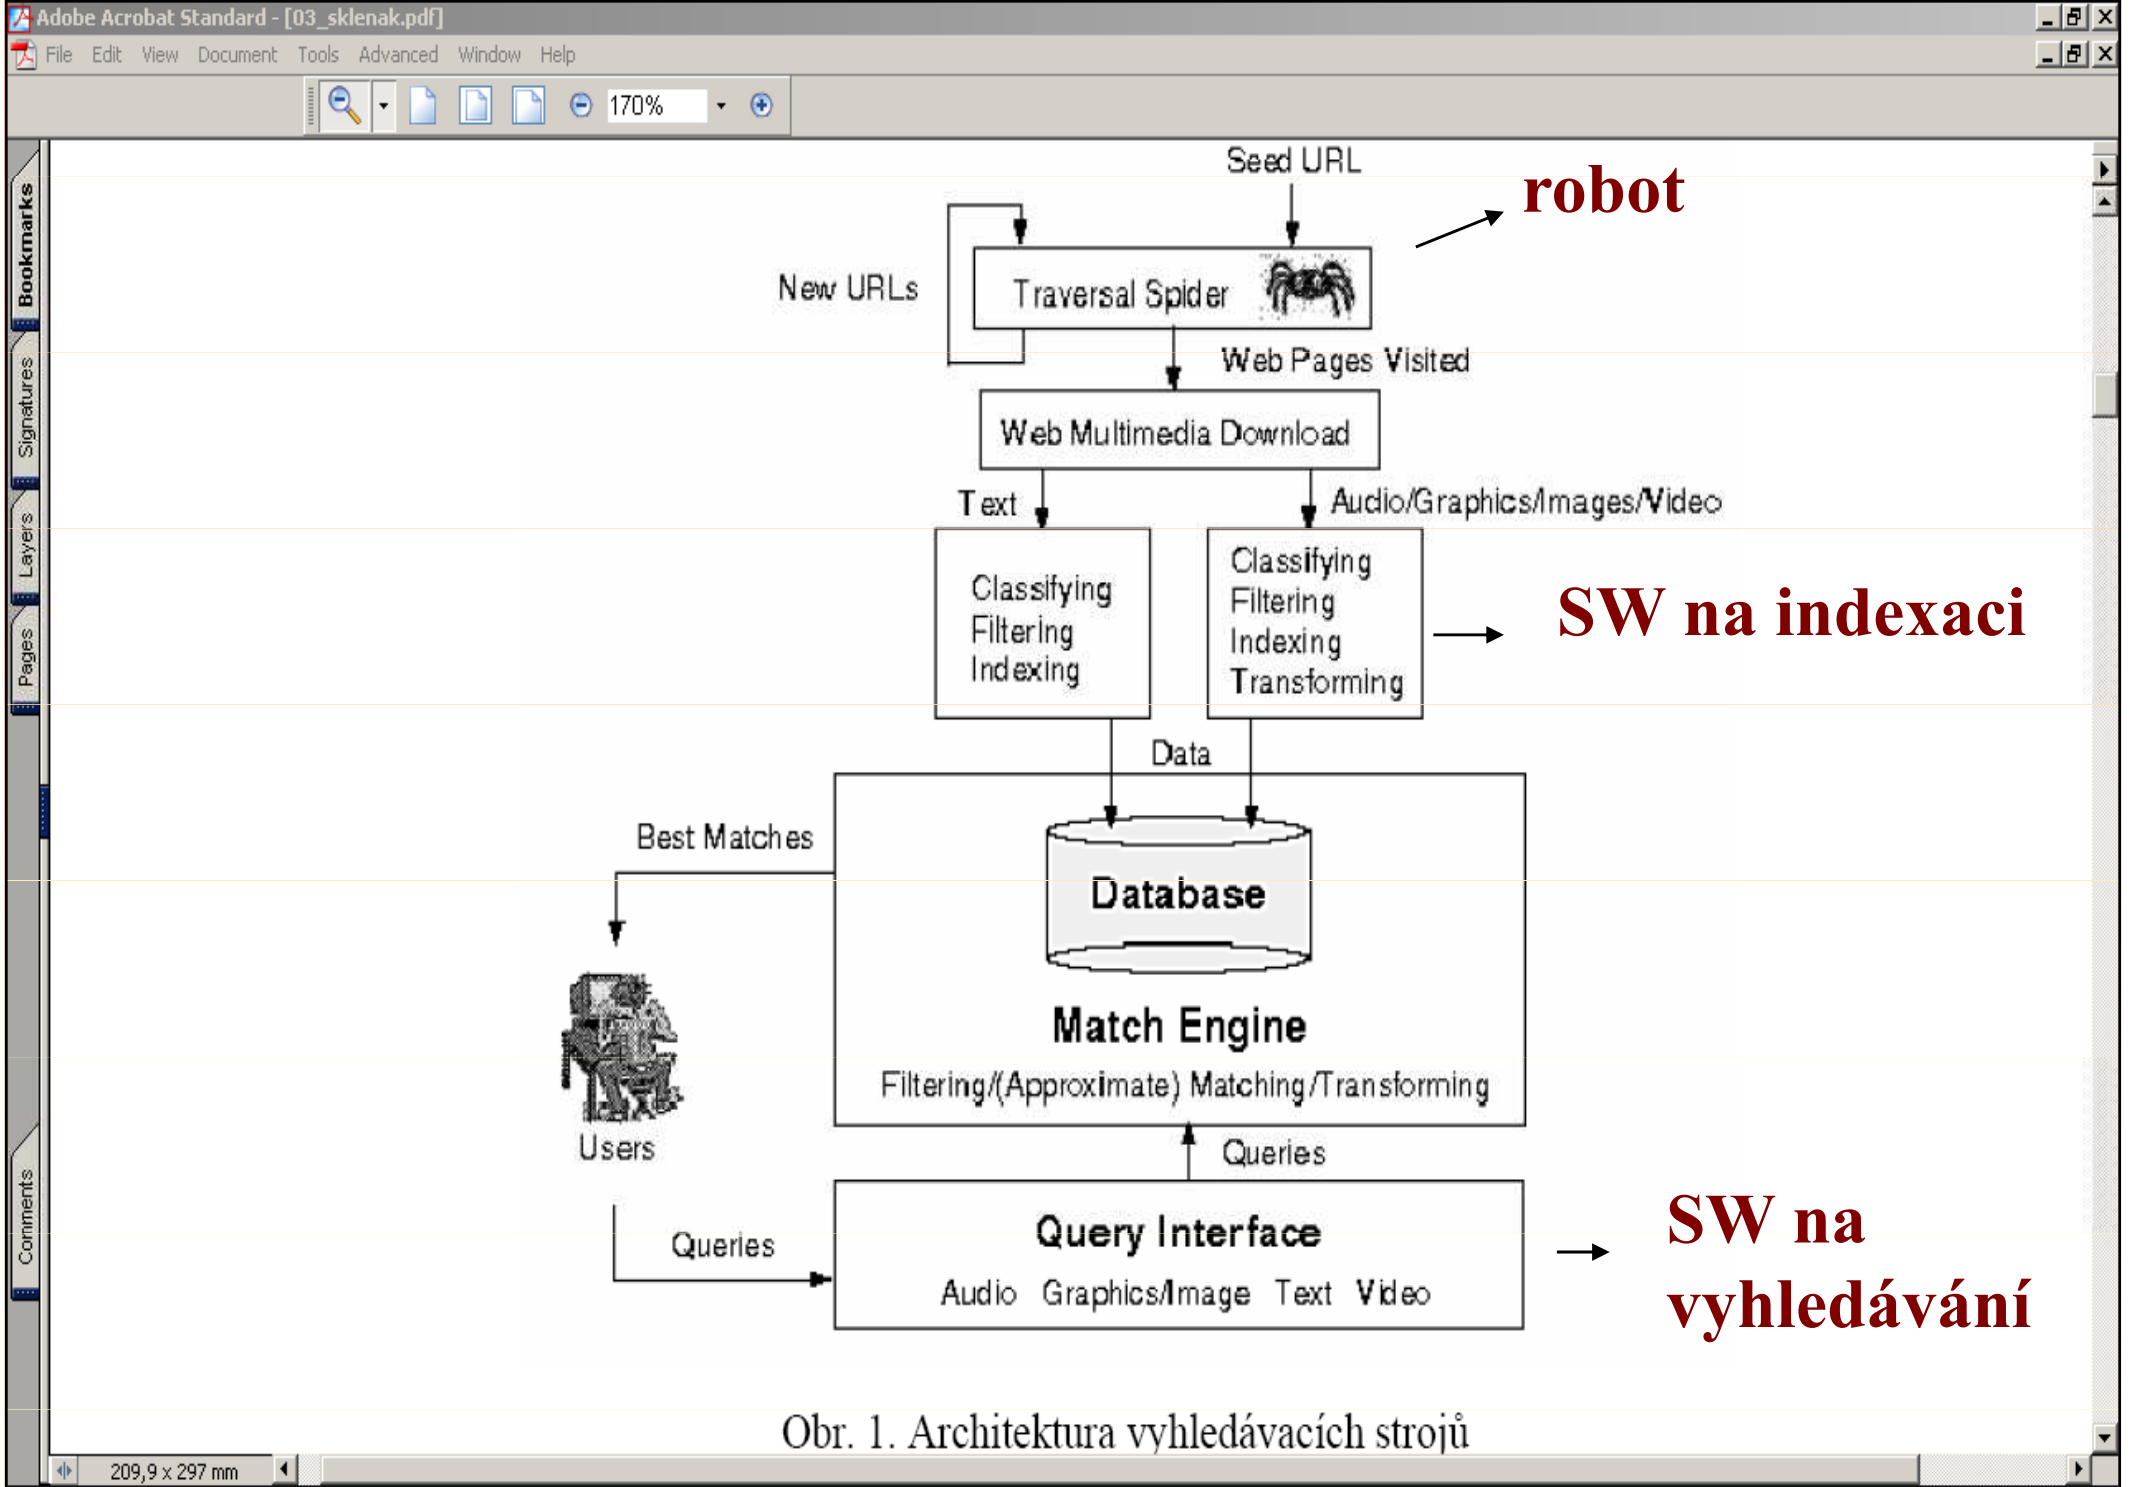 Adobe Acrobat Standard - [03_sklenak.pdf]
File Edit View Document Tools Advanced Window Help
170%
Bookmarks
Signatures
Layers
Pages
Comments
Seed URL
robot
New URLs
Traversal Spider
Web Pages Visited
Web Multimedia Download
Text
Audio/Graphics/Images/Video
Classifying
Filtering
Indexing
Classifying
Filtering
Indexing
Transforming
SW na indexaci
Data
Best Matches
Database
Match Engine
Filtering/(Approximate) Matching/Transforming
Users
Queries
Queries
Query Interface
Audio Graphics/Image Text Video
SW na
vyhledávání
Obr. 1. Architektura vyhledávacích strojů
209,9 x 297 mm